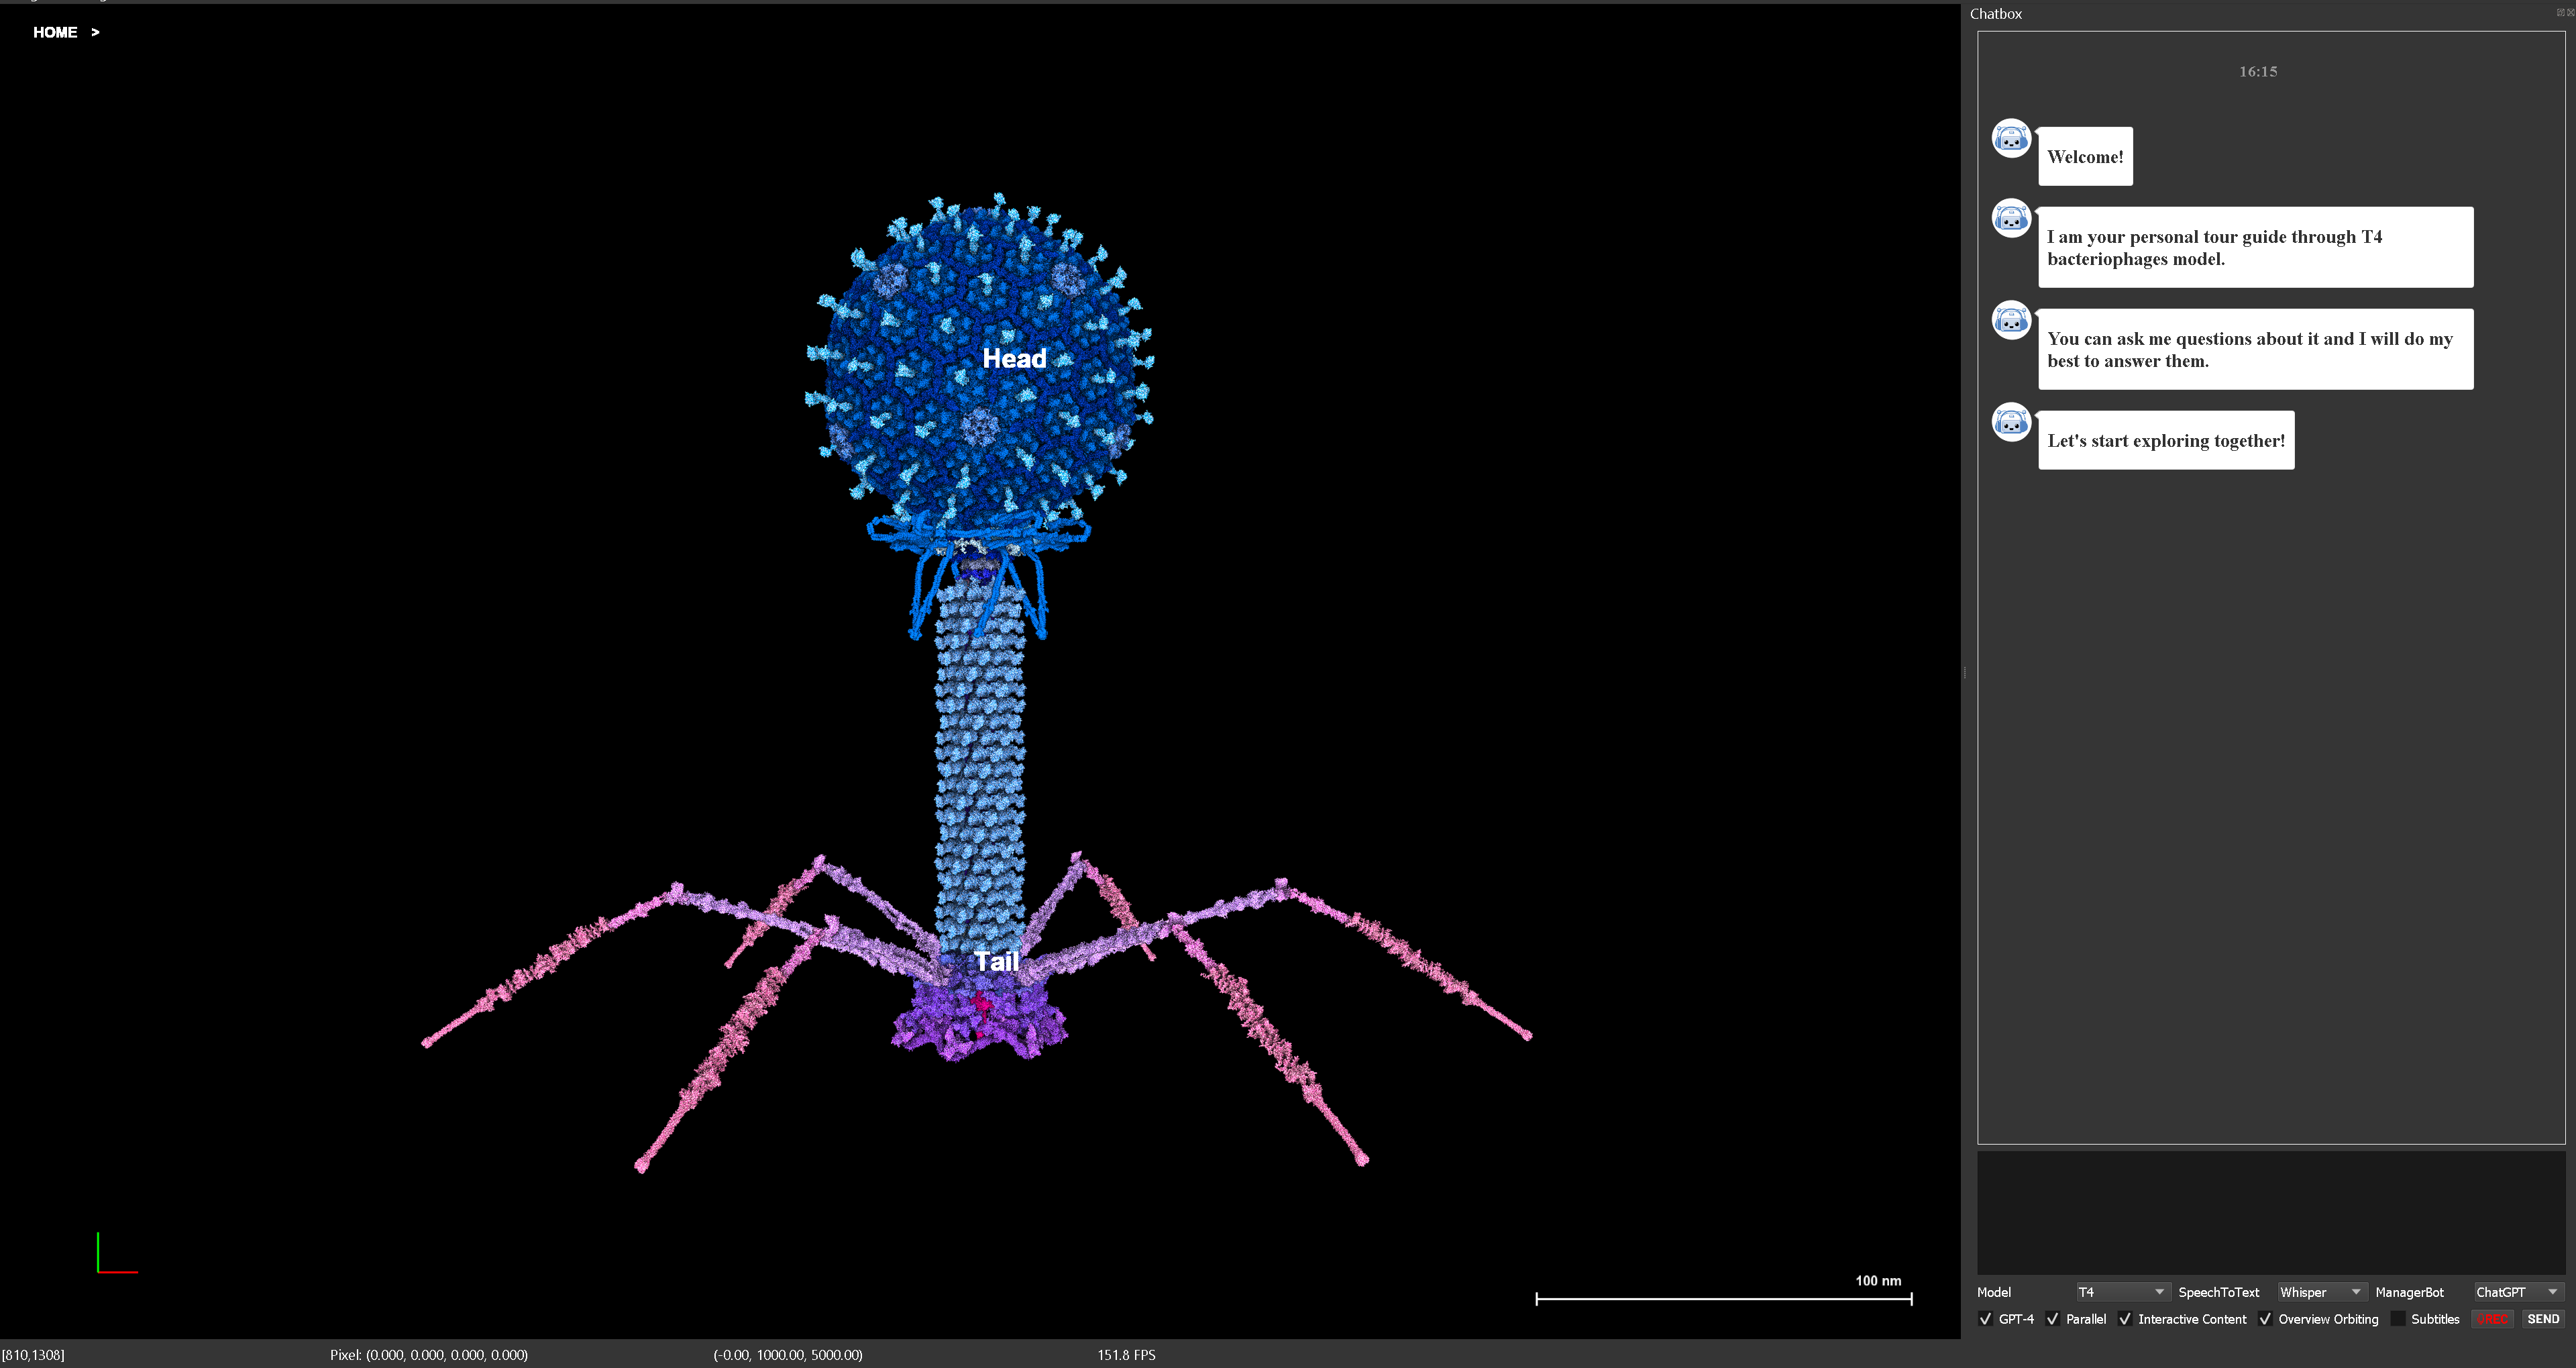 Chatbox
HOME >
16:15
Welcome!
I am your personal tour guide through T4
bacteriophages model.
You can ask me questions about it and I will do my
best to answer them.
Let's start exploring together!
Head
Tail
100 nm
Model T4 SpeechToText Whisper ManagerBot ChatGPT
GPT-4 Parallel Interactive Content Overview Orbiting Subtitles SEND
[810,1308] Pixel: (0.000, 0.000, 0.000, 0.000) (-0.00, 1000.00, 5000.00) 151.8 FPS